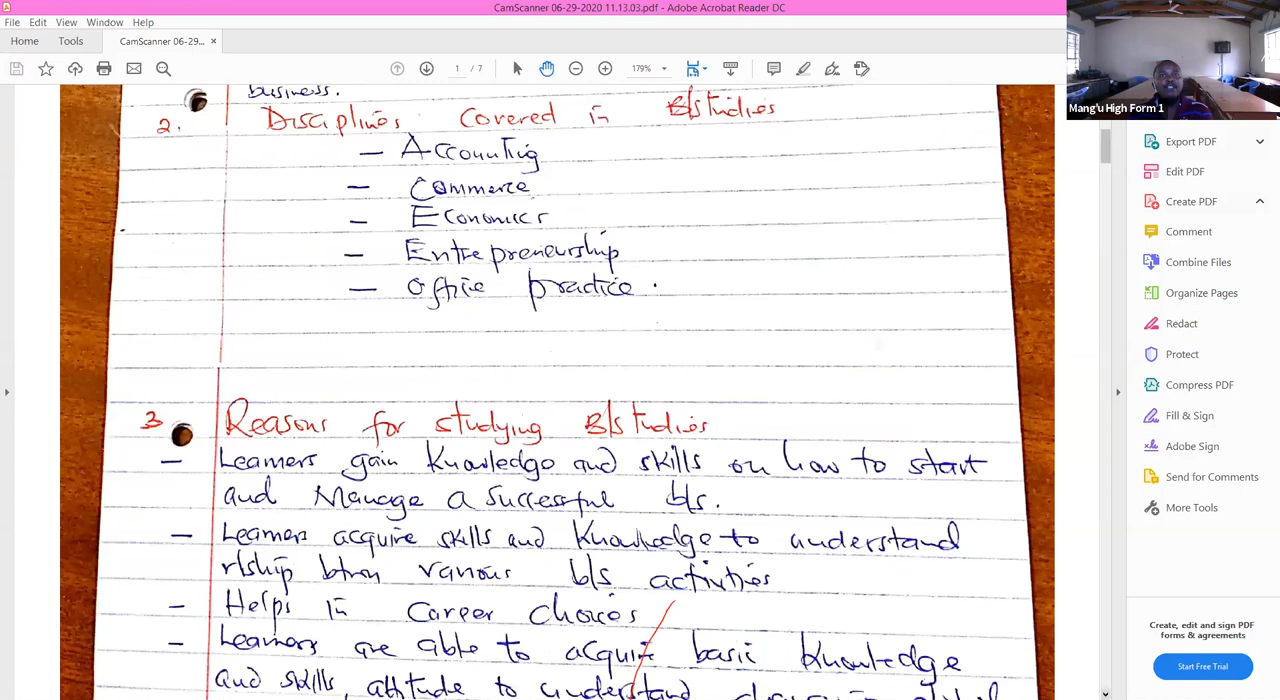 CamScanner 06-29-2020 11.13.03.pdf - Adobe Acrobat Reader DC
File Edit View Window Help
Home Tools CamScanner 06-29... ×
1 / 7 179%
Mang'u High Form 1
business.
2. Disciplines Covered in B/Studies
- Accounting
- Commerce
- Economics
- Entrepreneurship
- Office practice.
3 Reasons for studying B/Studies
- Learners gain Knowledge and skills on how to start
and Manage a successful b/s.
- Learners acquire skills and Knowledge to understand
r/ship btwn various b/s activities
- Helps in career choices
- Learners are able to acquire basic Knowledge
and skills, attitude to understand
Export PDF
Edit PDF
Create PDF
Comment
Combine Files
Organize Pages
Redact
Protect
Compress PDF
Fill & Sign
Adobe Sign
Send for Comments
More Tools
Create, edit and sign PDF
forms & agreements
Start Free Trial